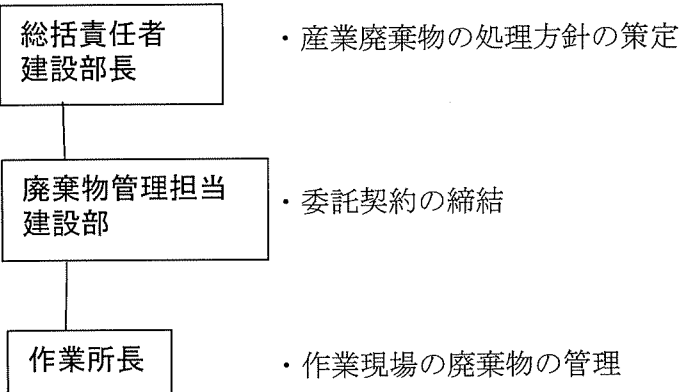 総括責任者
建設部長
・産業廃棄物の処理方針の策定
廃棄物管理担当
建設部
・委託契約の締結
作業所長
・作業現場の廃棄物の管理